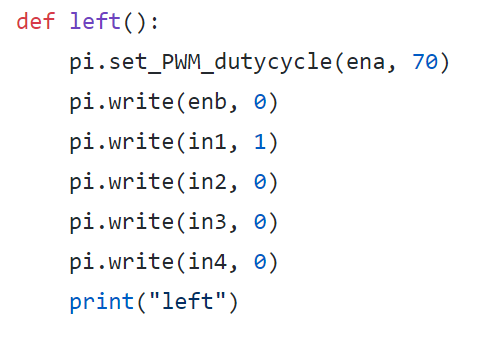 def left():
    pi.set_PWM_dutycycle(ena, 70)
    pi.write(enb, 0)
    pi.write(in1, 1)
    pi.write(in2, 0)
    pi.write(in3, 0)
    pi.write(in4, 0)
    print("left")